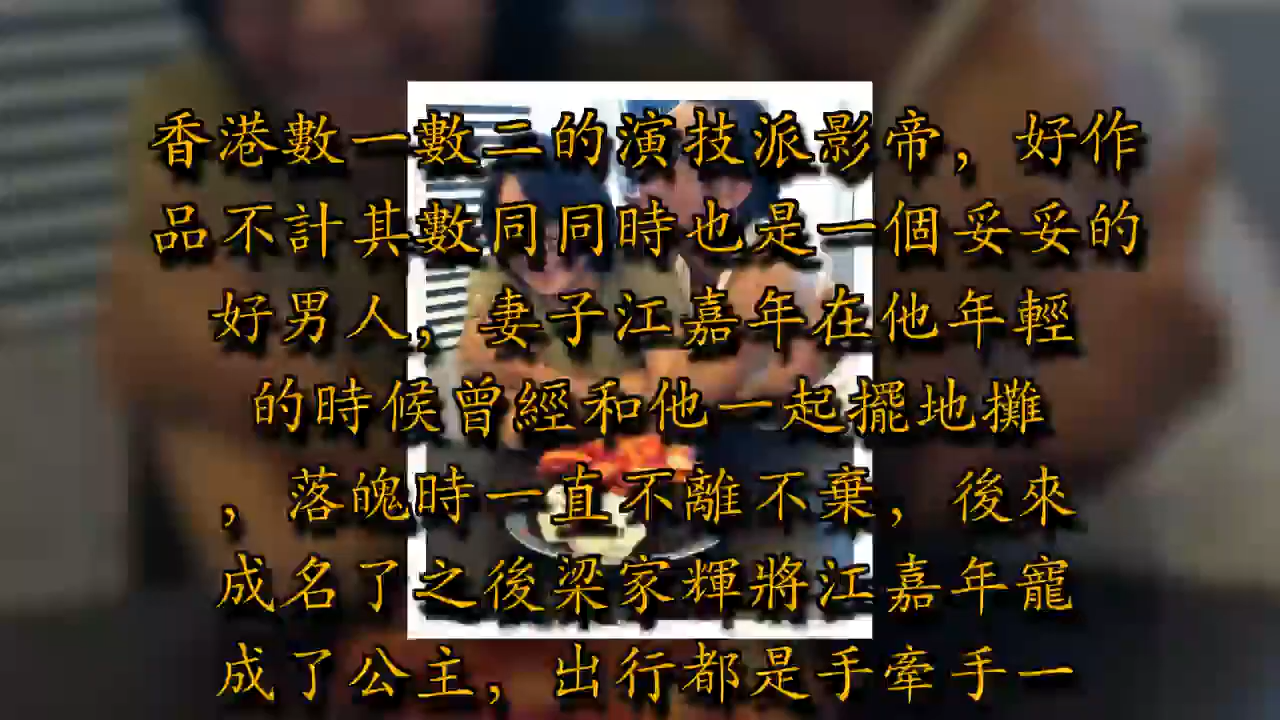 香港數一數二的演技派影帝，好作
品不計其數同同時也是一個妥妥的
好男人，妻子江嘉年在他年輕
的時候曾經和他一起擺地攤
，落魄時一直不離不棄，後來
成名了之後梁家輝將江嘉年寵
成了公主，出行都是手牽手一